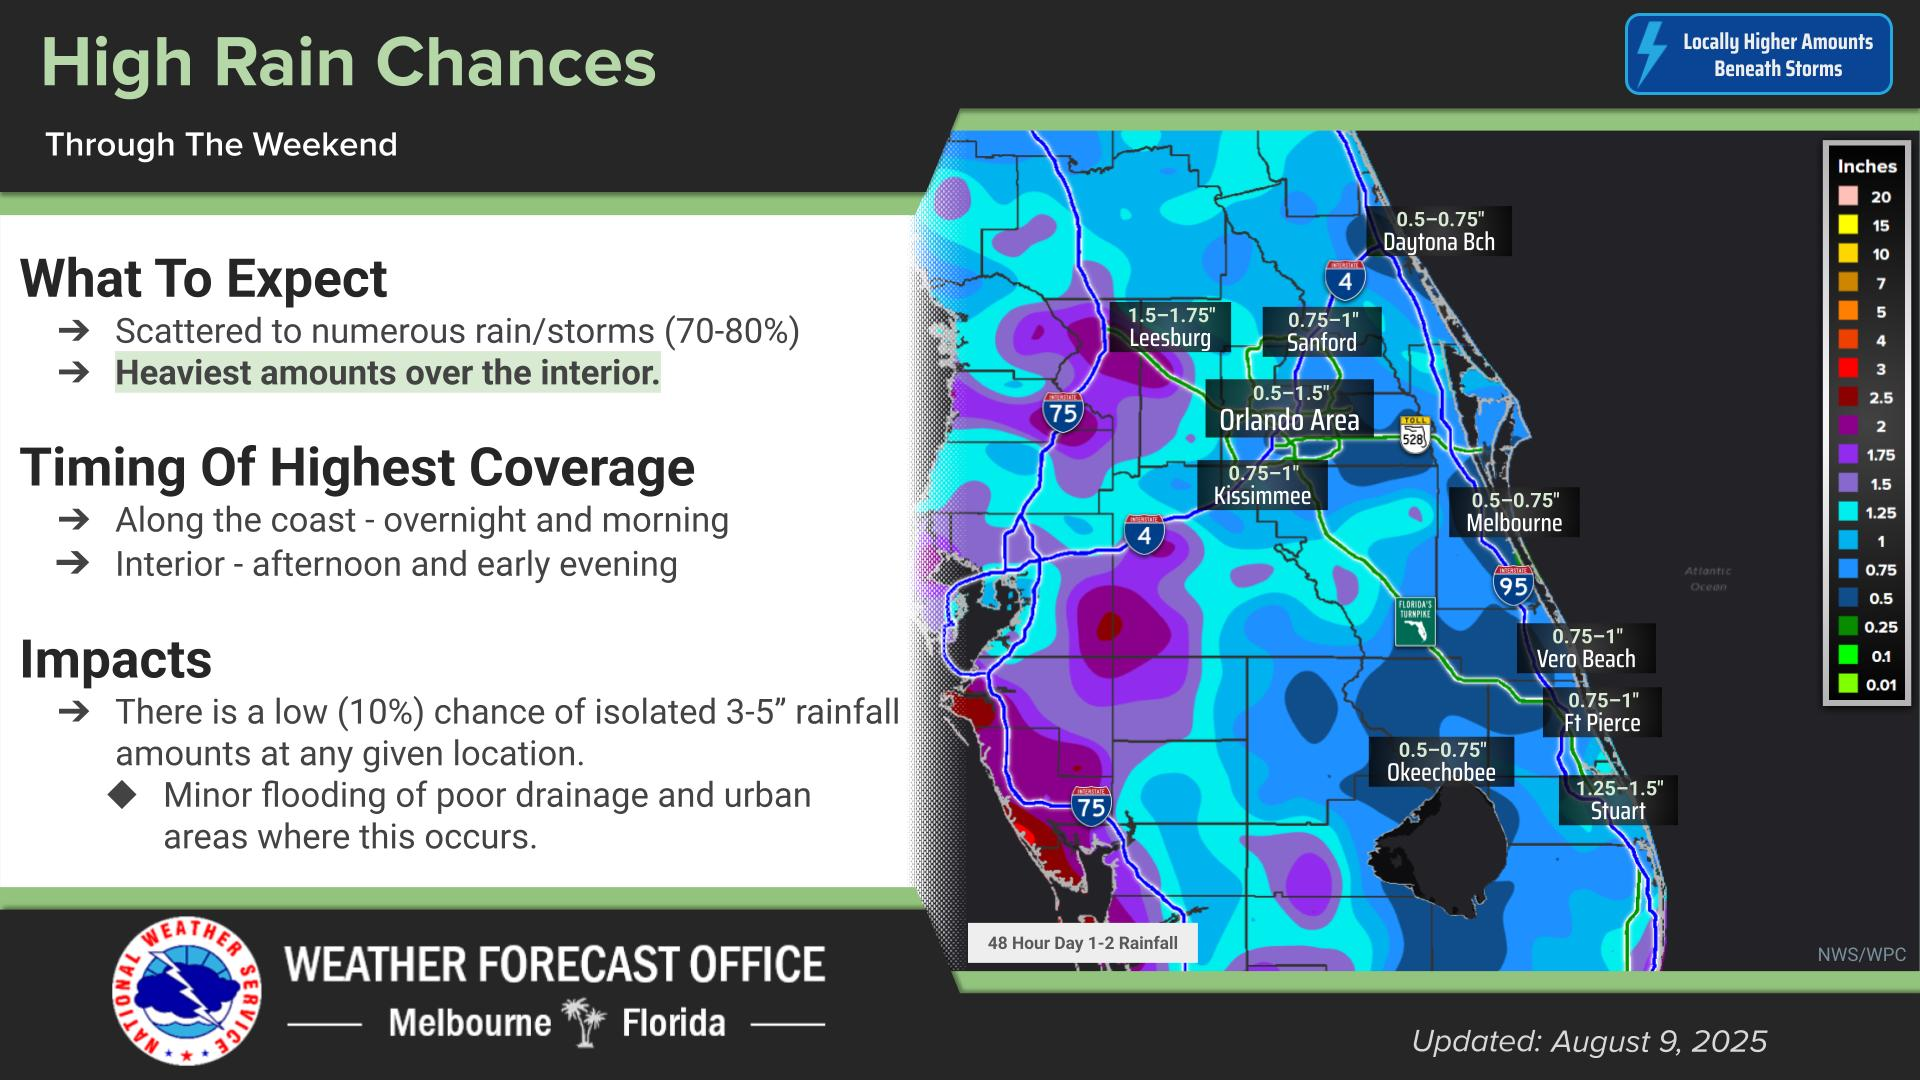 High Rain Chances
Through The Weekend
Locally Higher Amounts
Beneath Storms
What To Expect
➔ Scattered to numerous rain/storms (70-80%)
➔ Heaviest amounts over the interior.
Timing Of Highest Coverage
➔ Along the coast - overnight and morning
➔ Interior - afternoon and early evening
Impacts
➔ There is a low (10%) chance of isolated 3-5” rainfall
amounts at any given location.
◆ Minor flooding of poor drainage and urban
areas where this occurs.
0.5–0.75"
Daytona Bch
INTERSTATE
4
1.5–1.75"
Leesburg
0.75–1"
Sanford
0.5–1.5"
Orlando Area
INTERSTATE
75
TOLL
528
0.75–1"
Kissimmee
0.5–0.75"
Melbourne
INTERSTATE
4
INTERSTATE
95
Atlantic
Ocean
FLORIDA'S
TURNPIKE
0.75–1"
Vero Beach
0.75–1"
Ft Pierce
0.5–0.75"
Okeechobee
INTERSTATE
75
1.25–1.5"
Stuart
48 Hour Day 1-2 Rainfall
Inches
20
15
10
7
5
4
3
2.5
2
1.75
1.5
1.25
1
0.75
0.5
0.25
0.1
0.01
NWS/WPC
NATIONAL WEATHER SERVICE
WEATHER FORECAST OFFICE
Melbourne Florida
Updated: August 9, 2025